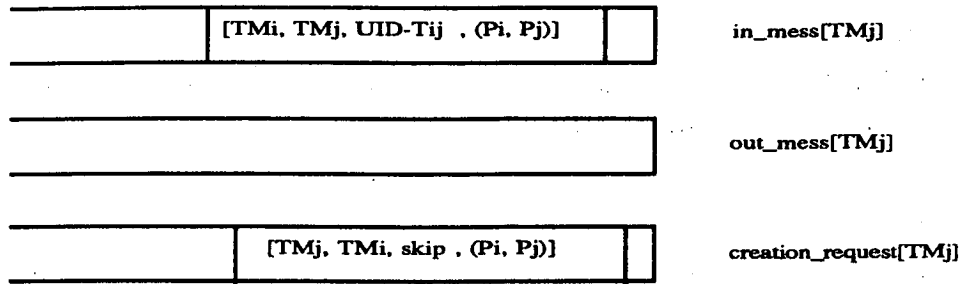 [TMi, TMj, UID-Tij , (Pi, Pj)] in_mess[TMj]
out_mess[TMj]
[TMj, TMi, skip , (Pi, Pj)] creation_request[TMj]